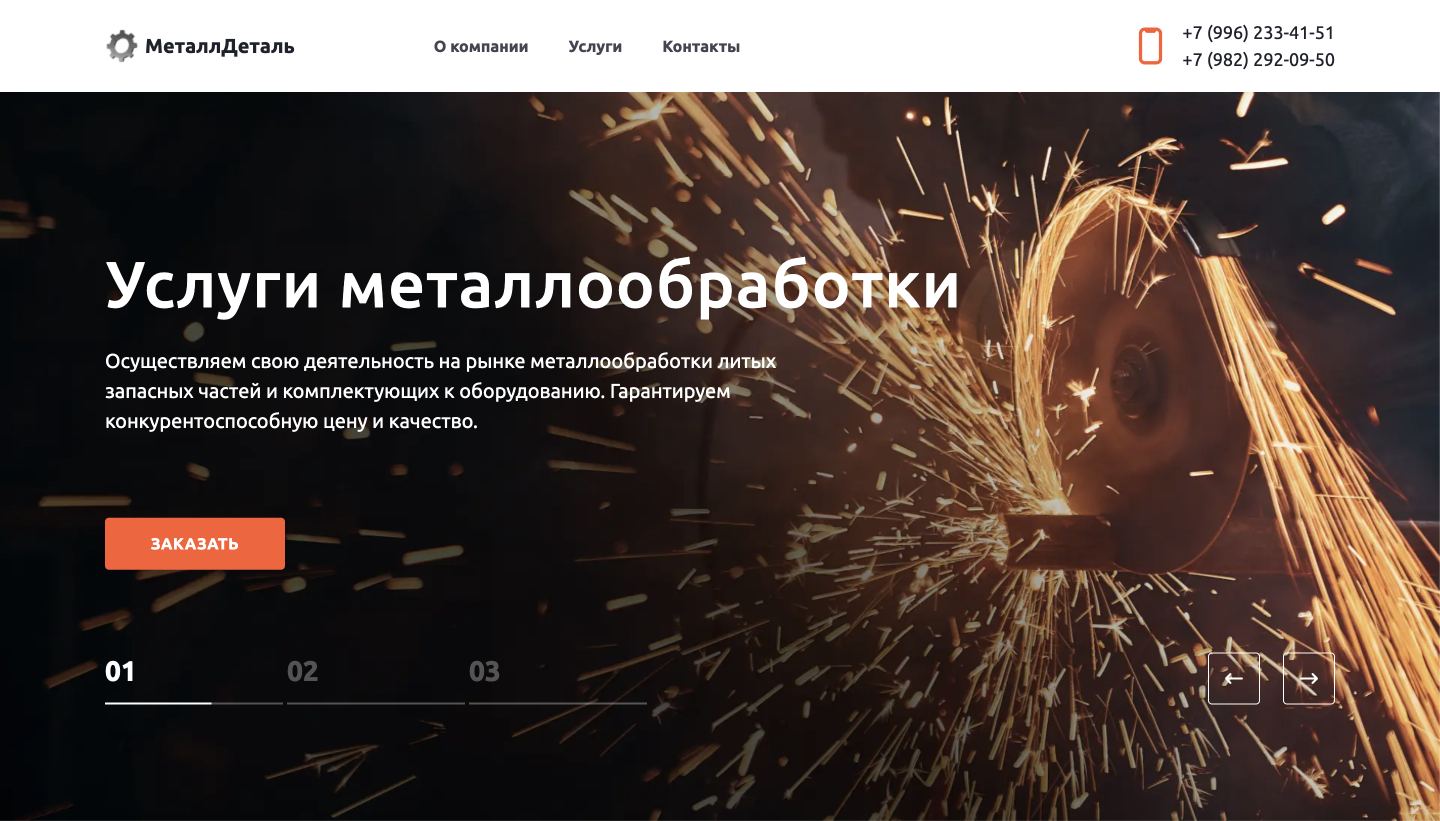 МеталлДеталь
О компании
Услуги
Контакты
+7 (996) 233-41-51
+7 (982) 292-09-50
Услуги металлообработки
Осуществляем свою деятельность на рынке металлообработки литых
запасных частей и комплектующих к оборудованию. Гарантируем
конкурентоспособную цену и качество.
ЗАКАЗАТЬ
01
02
03